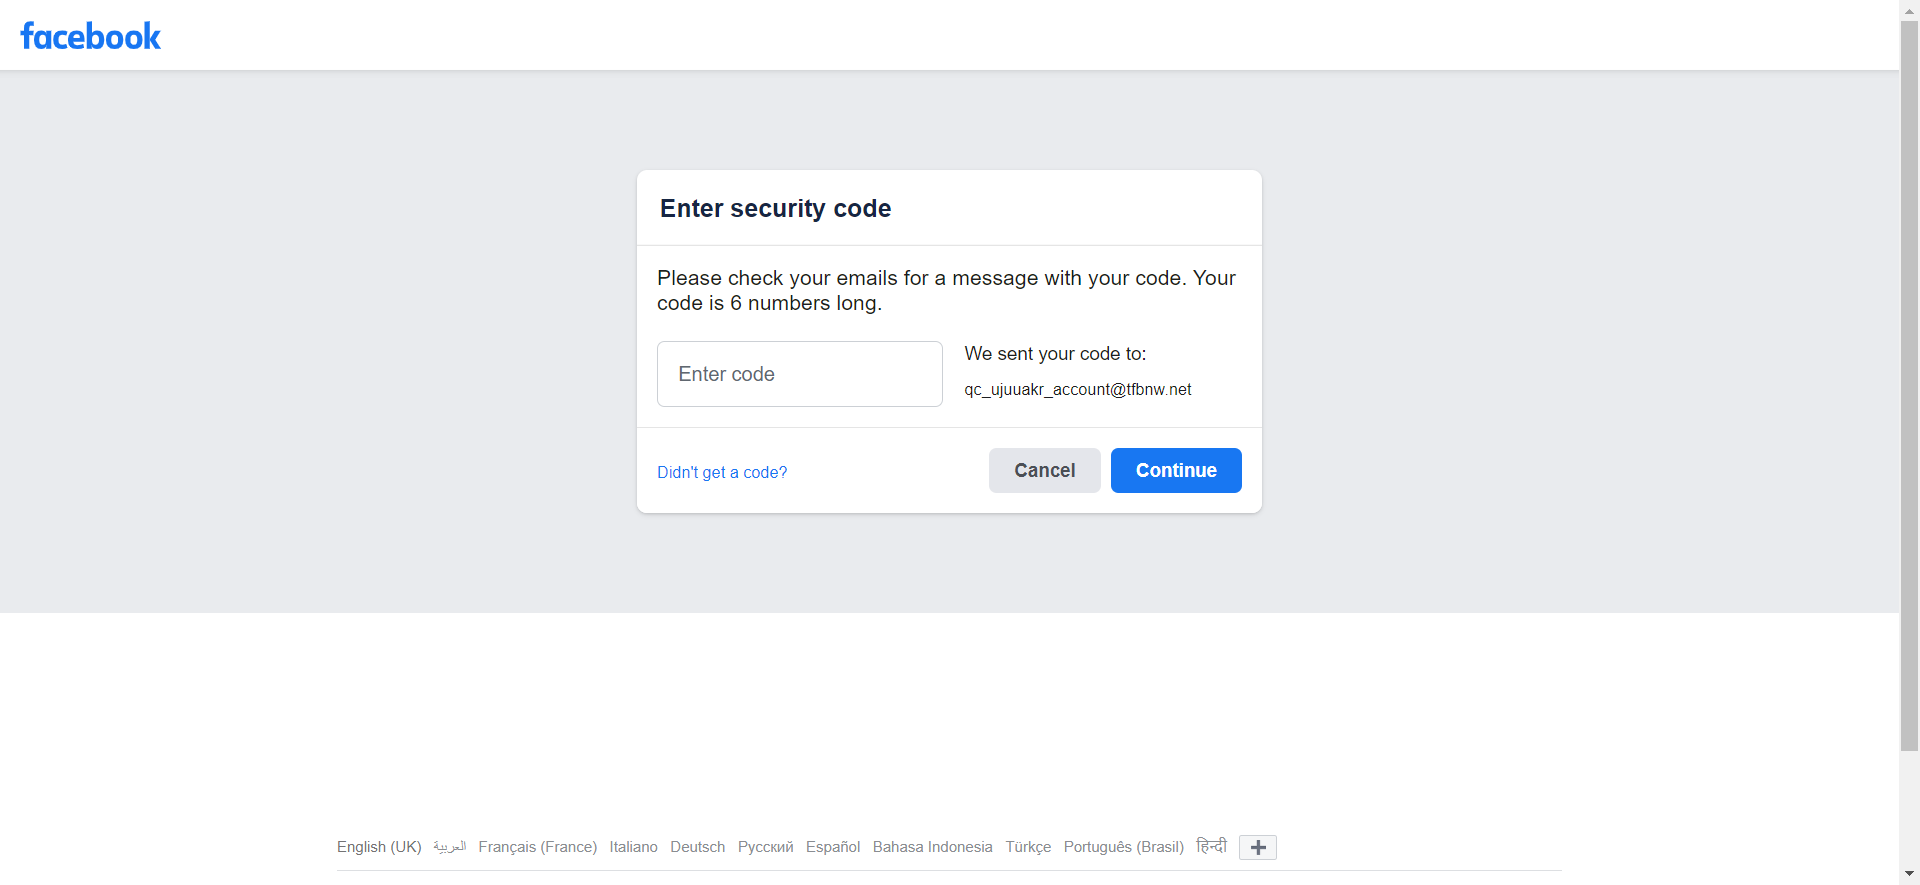 facebook
Enter security code
Please check your emails for a message with your code. Your
code is 6 numbers long.
Enter code
We sent your code to:
qc_ujuuakr_account@tfbnw.net
Didn't get a code?
Cancel
Continue
English (UK) العربية Français (France) Italiano Deutsch Русский Español Bahasa Indonesia Türkçe Português (Brasil) हिन्दी